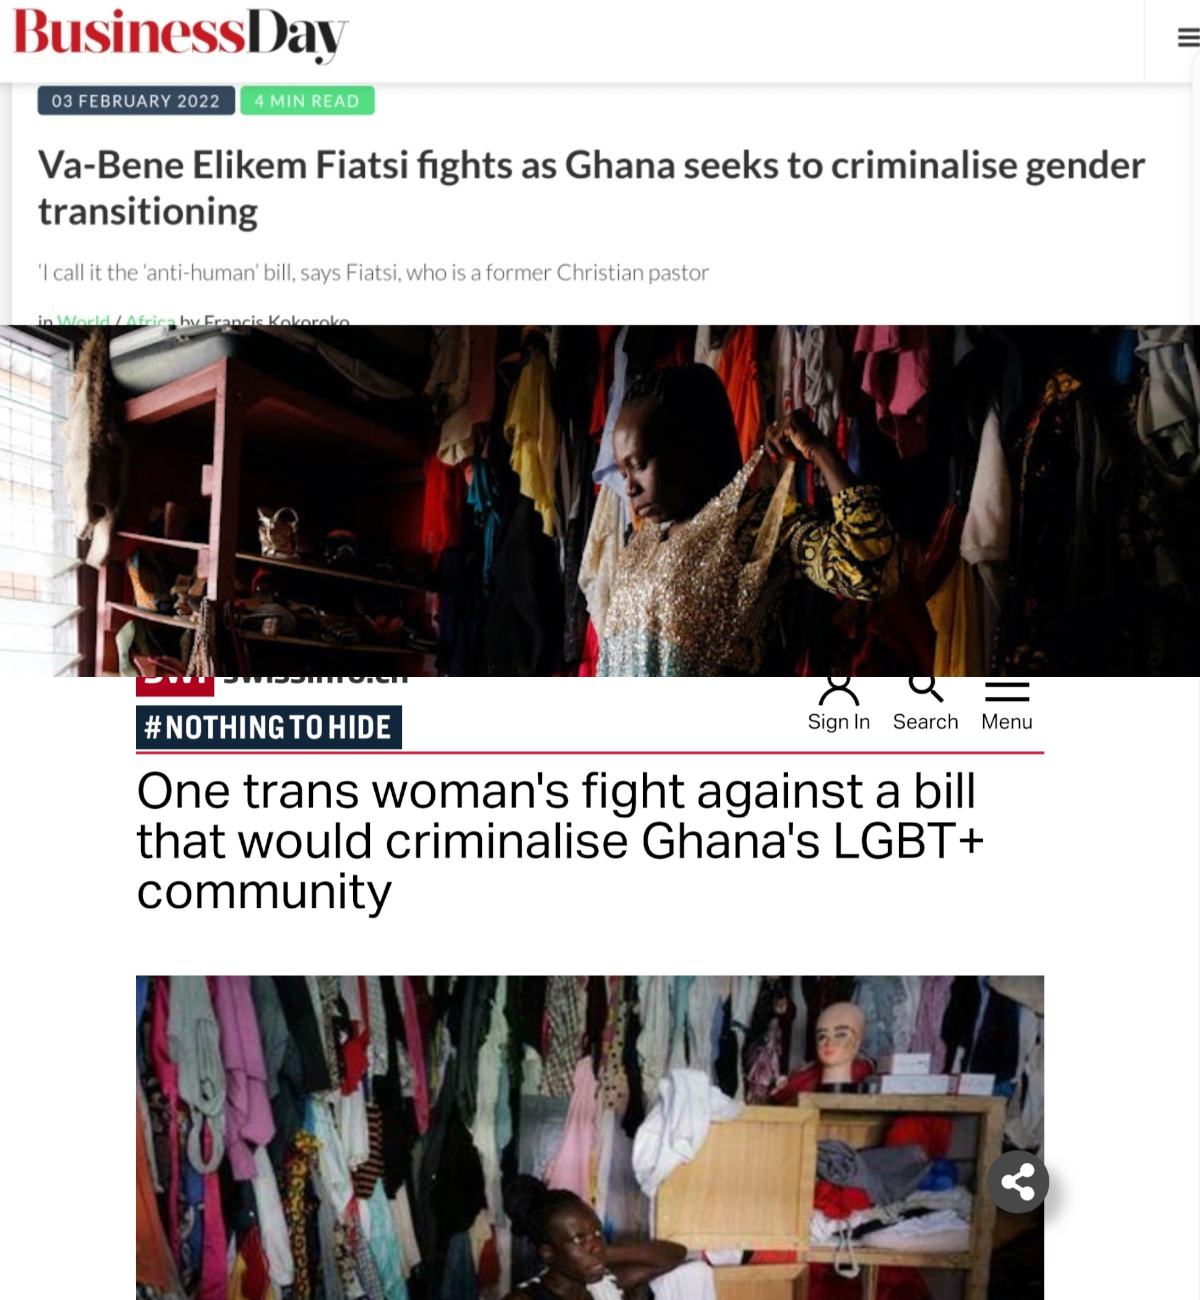 BusinessDay
03 FEBRUARY 2022 4 MIN READ
Va-Bene Elikem Fiatsi fights as Ghana seeks to criminalise gender
transitioning
‘I call it the ‘anti-human’ bill, says Fiatsi, who is a former Christian pastor
in World / Africa by Francis Kokoroko
SWI swissinfo.ch
#NOTHING TO HIDE
Sign In Search Menu
One trans woman's fight against a bill
that would criminalise Ghana's LGBT+
community